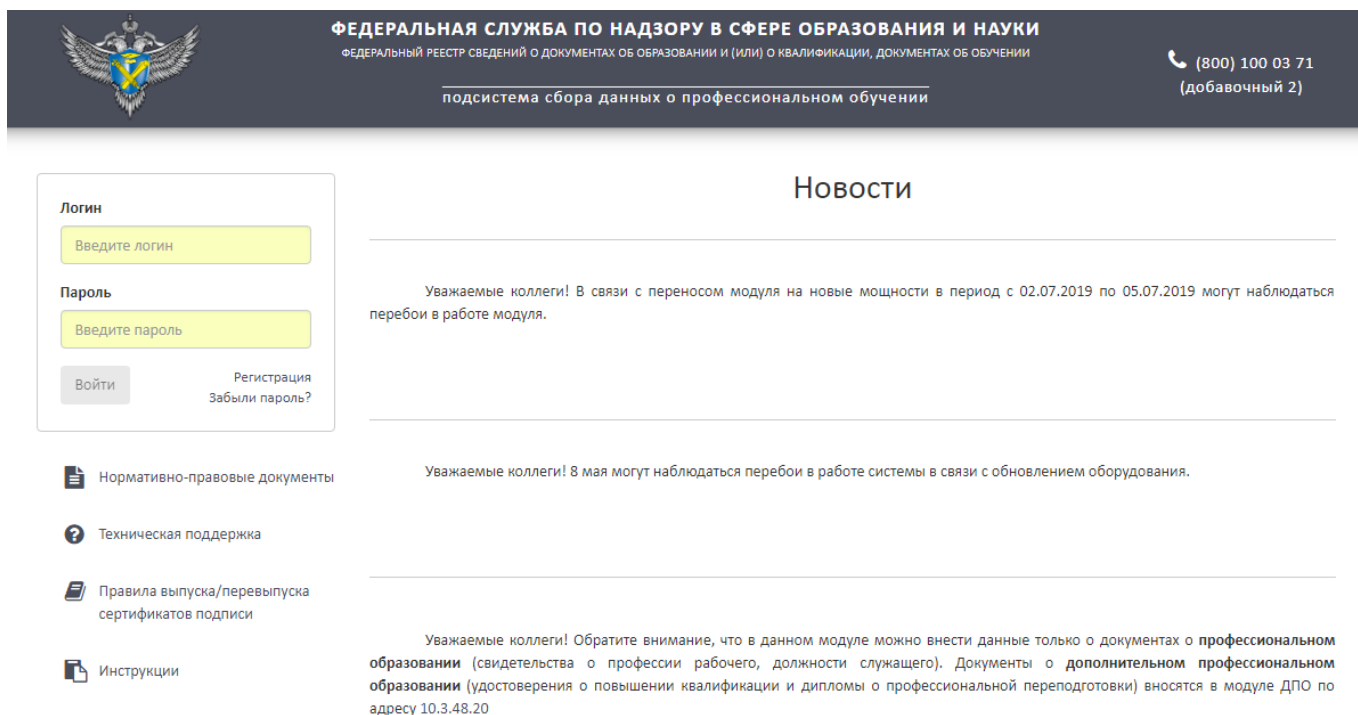 ФЕДЕРАЛЬНАЯ СЛУЖБА ПО НАДЗОРУ В СФЕРЕ ОБРАЗОВАНИЯ И НАУКИ
ФЕДЕРАЛЬНЫЙ РЕЕСТР СВЕДЕНИЙ О ДОКУМЕНТАХ ОБ ОБРАЗОВАНИИ И (ИЛИ) О КВАЛИФИКАЦИИ, ДОКУМЕНТАХ ОБ ОБУЧЕНИИ
подсистема сбора данных о профессиональном обучении
(800) 100 03 71
(добавочный 2)
Логин
Введите логин
Пароль
Введите пароль
Войти
Регистрация
Забыли пароль?
Нормативно-правовые документы
Техническая поддержка
Правила выпуска/перевыпуска
сертификатов подписи
Инструкции
Новости
Уважаемые коллеги! В связи с переносом модуля на новые мощности в период с 02.07.2019 по 05.07.2019 могут наблюдаться
перебои в работе модуля.
Уважаемые коллеги! 8 мая могут наблюдаться перебои в работе системы в связи с обновлением оборудования.
Уважаемые коллеги! Обратите внимание, что в данном модуле можно внести данные только о документах о профессиональном
образовании (свидетельства о профессии рабочего, должности служащего). Документы о дополнительном профессиональном
образовании (удостоверения о повышении квалификации и дипломы о профессиональной переподготовки) вносятся в модуле ДПО по
адресу 10.3.48.20